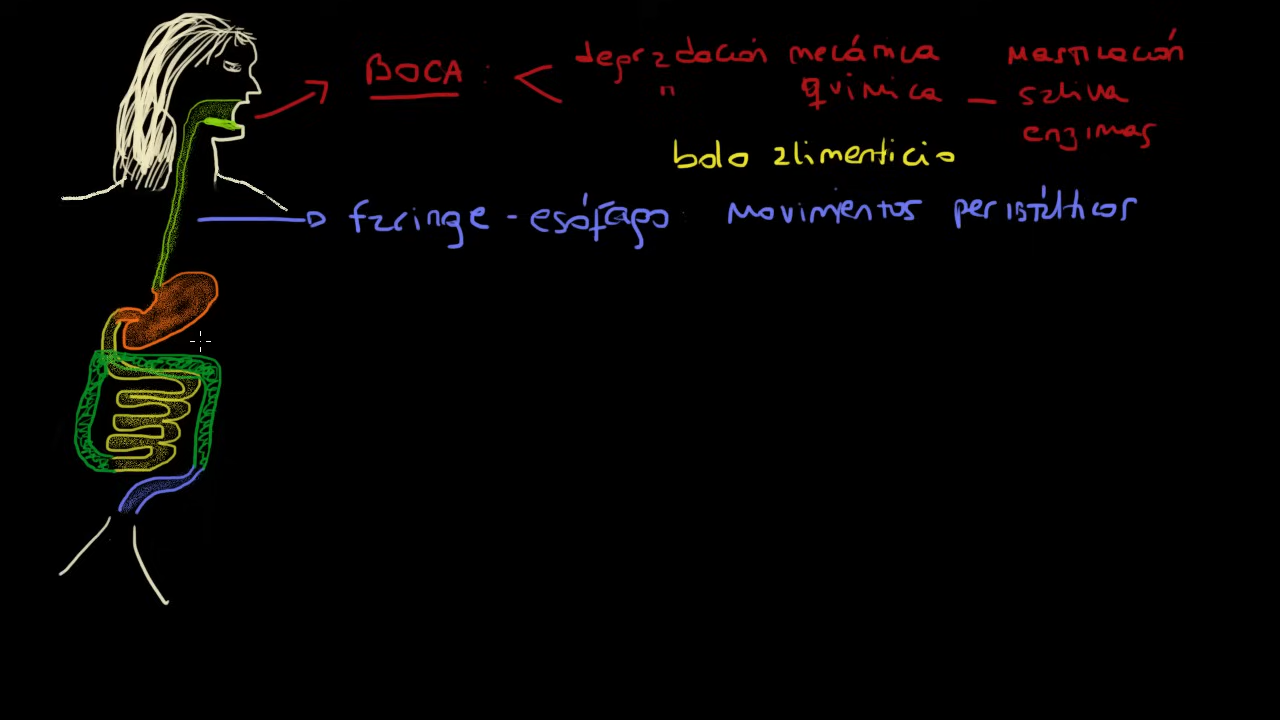 BOCA : < degradación mecánica masticación
" química — saliva
enzimas
bolo alimenticio
faringe - esófago : movimientos peristálticos